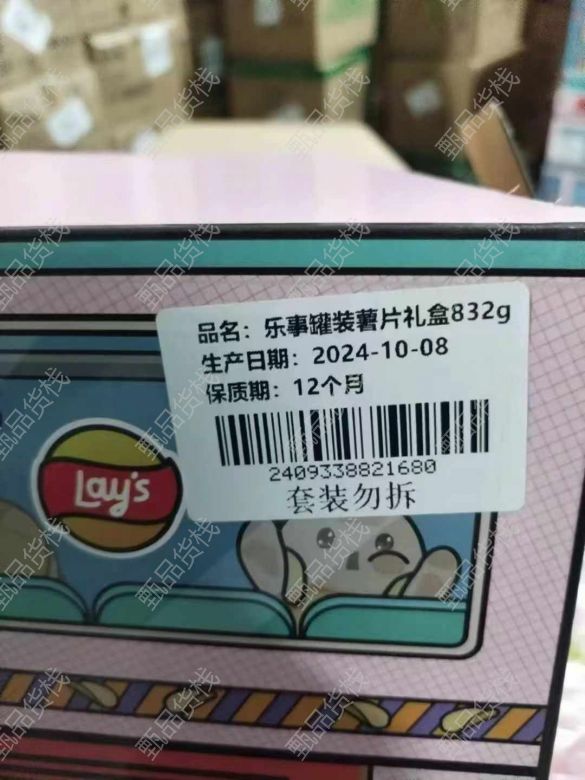 品名：乐事罐装薯片礼盒832g
生产日期：2024-10-08
保质期：12个月
2409338821680
套装勿拆
Lay's
甄品货栈